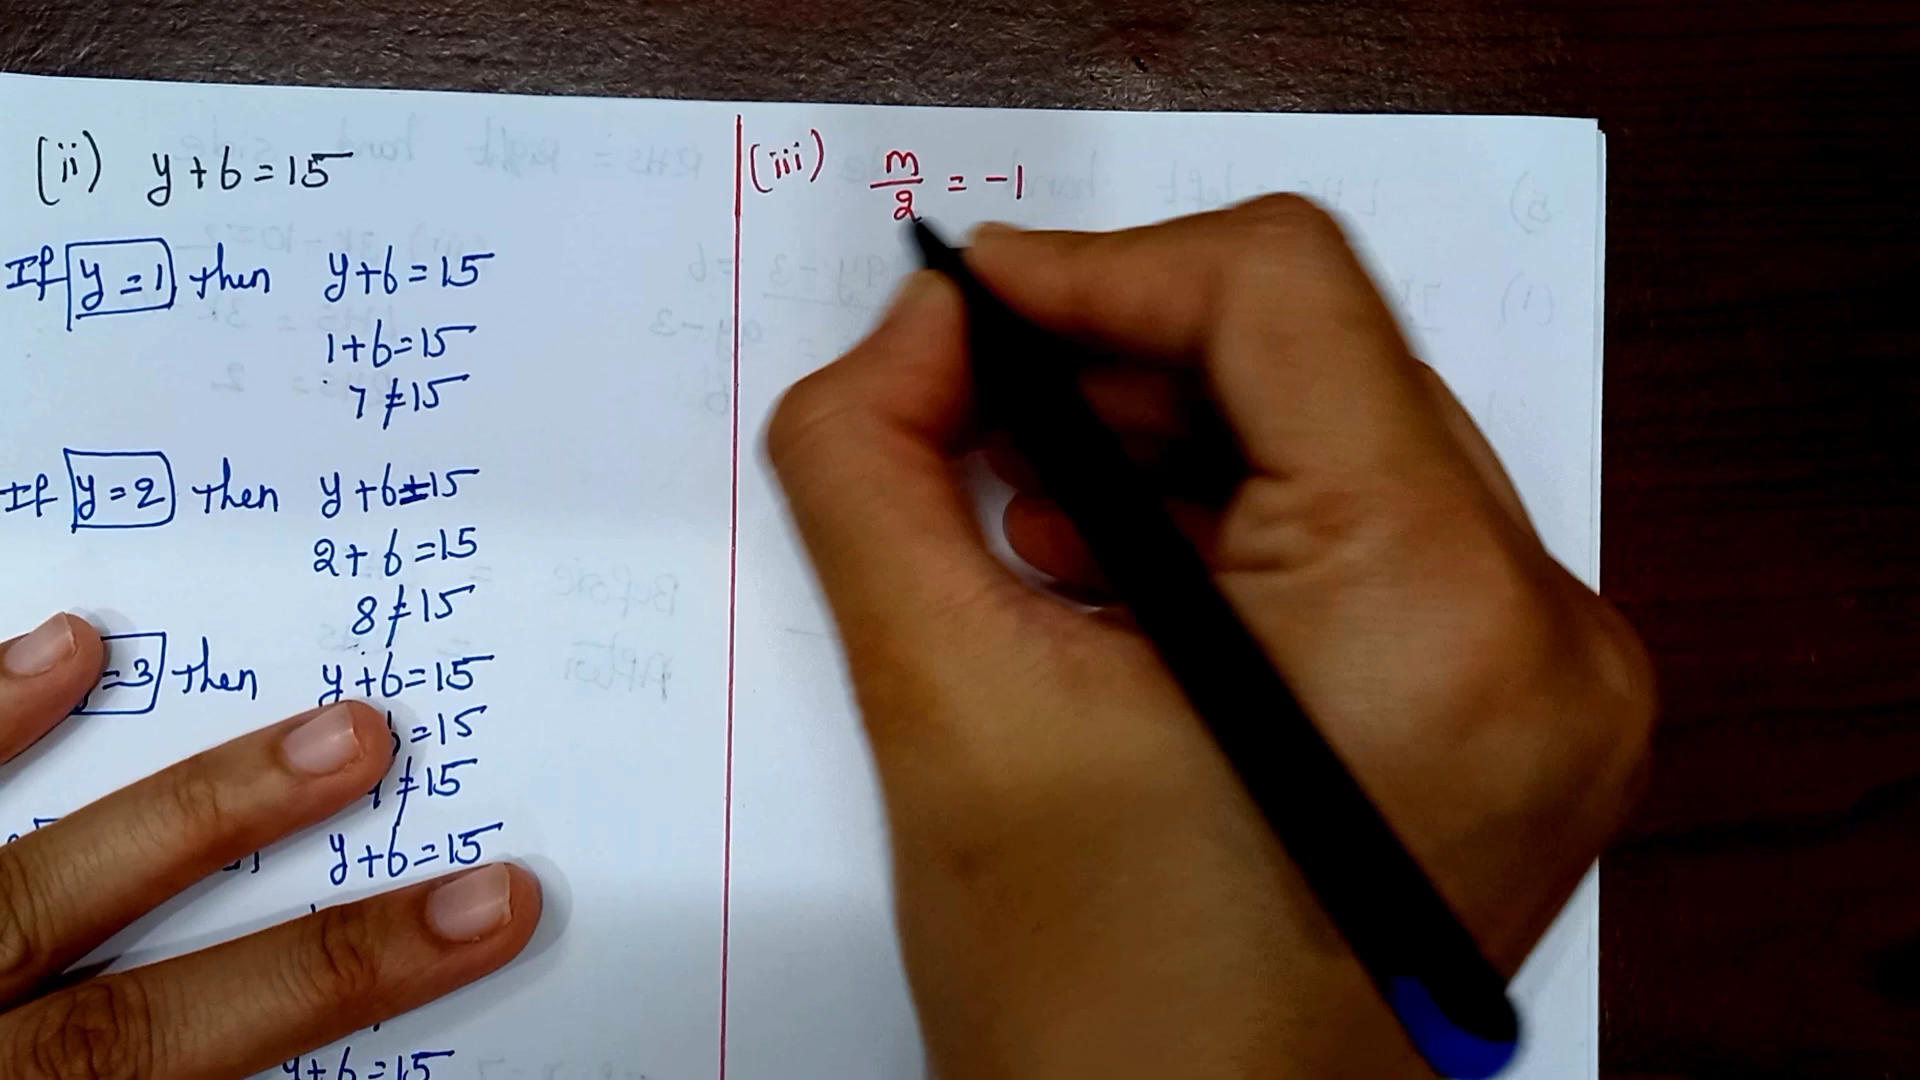 (ii) y+6=15
If y=1 then y+6=15
1+6=15
7≠15
If y=2 then y+6=15
2+6=15
8≠15
=3 then y+6=15
=15
≠15
y+6=15
y+6=15
(iii) m/2 = -1